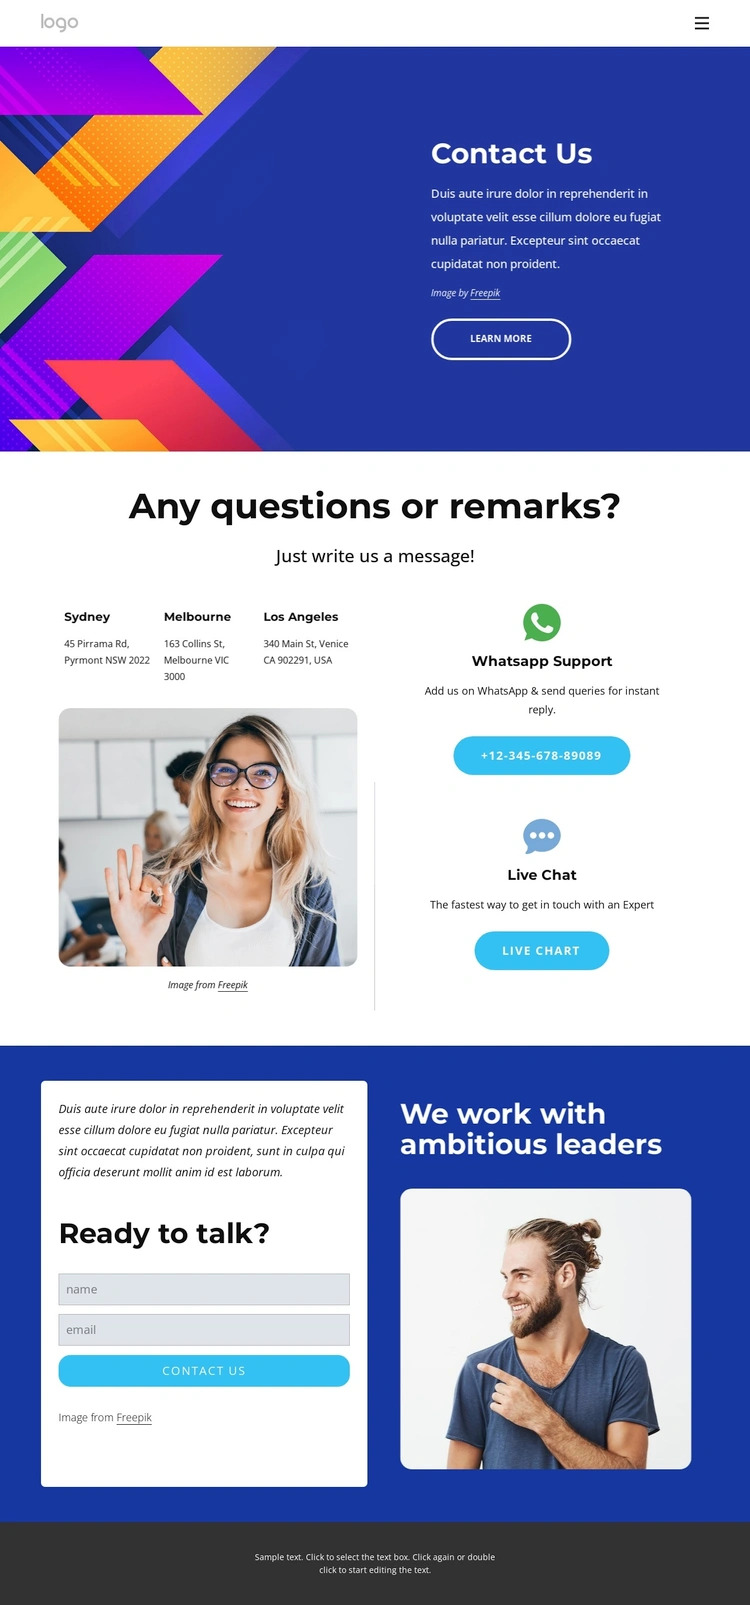 logo
Contact Us
Duis aute irure dolor in reprehenderit in
voluptate velit esse cillum dolore eu fugiat
nulla pariatur. Excepteur sint occaecat
cupidatat non proident.
Image by Freepik
LEARN MORE
Any questions or remarks?
Just write us a message!
Sydney
45 Pirrama Rd,
Pyrmont NSW 2022
Melbourne
163 Collins St,
Melbourne VIC
3000
Los Angeles
340 Main St, Venice
CA 902291, USA
Image from Freepik
Whatsapp Support
Add us on WhatsApp & send queries for instant
reply.
+12-345-678-89089
Live Chat
The fastest way to get in touch with an Expert
LIVE CHART
Duis aute irure dolor in reprehenderit in voluptate velit
esse cillum dolore eu fugiat nulla pariatur. Excepteur
sint occaecat cupidatat non proident, sunt in culpa qui
officia deserunt mollit anim id est laborum.
Ready to talk?
name
email
CONTACT US
Image from Freepik
We work with
ambitious leaders
Sample text. Click to select the text box. Click again or double
click to start editing the text.